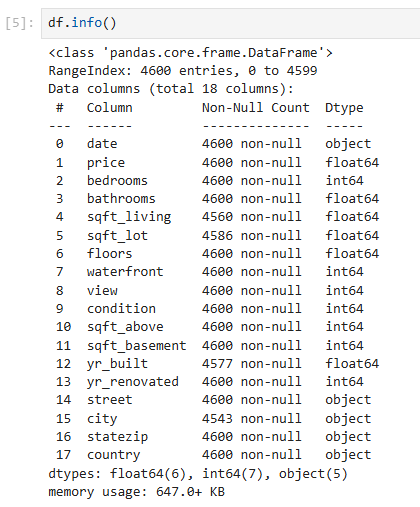 [5]: df.info()
<class 'pandas.core.frame.DataFrame'>
RangeIndex: 4600 entries, 0 to 4599
Data columns (total 18 columns):
 #   Column         Non-Null Count  Dtype
---  ------         --------------  -----
 0   date           4600 non-null   object
 1   price          4600 non-null   float64
 2   bedrooms       4600 non-null   int64
 3   bathrooms      4600 non-null   float64
 4   sqft_living    4560 non-null   float64
 5   sqft_lot       4586 non-null   float64
 6   floors         4600 non-null   float64
 7   waterfront     4600 non-null   int64
 8   view           4600 non-null   int64
 9   condition      4600 non-null   int64
 10  sqft_above     4600 non-null   int64
 11  sqft_basement  4600 non-null   int64
 12  yr_built       4577 non-null   float64
 13  yr_renovated   4600 non-null   int64
 14  street         4600 non-null   object
 15  city           4543 non-null   object
 16  statezip       4600 non-null   object
 17  country        4600 non-null   object
dtypes: float64(6), int64(7), object(5)
memory usage: 647.0+ KB